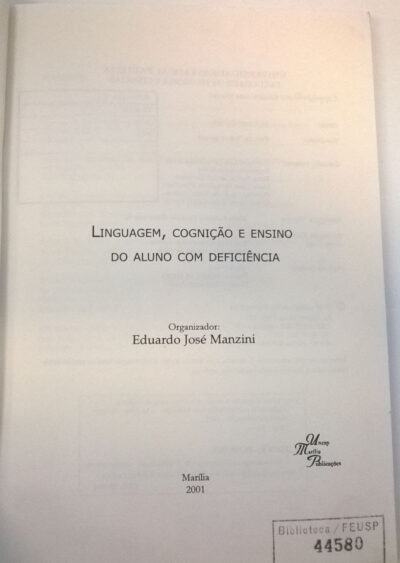 LINGUAGEM, COGNIÇÃO E ENSINO
DO ALUNO COM DEFICIÊNCIA
Organizador:
Eduardo José Manzini
Unesp
Marília
Publicações
Marília
2001
Biblioteca / FEUSP
44580